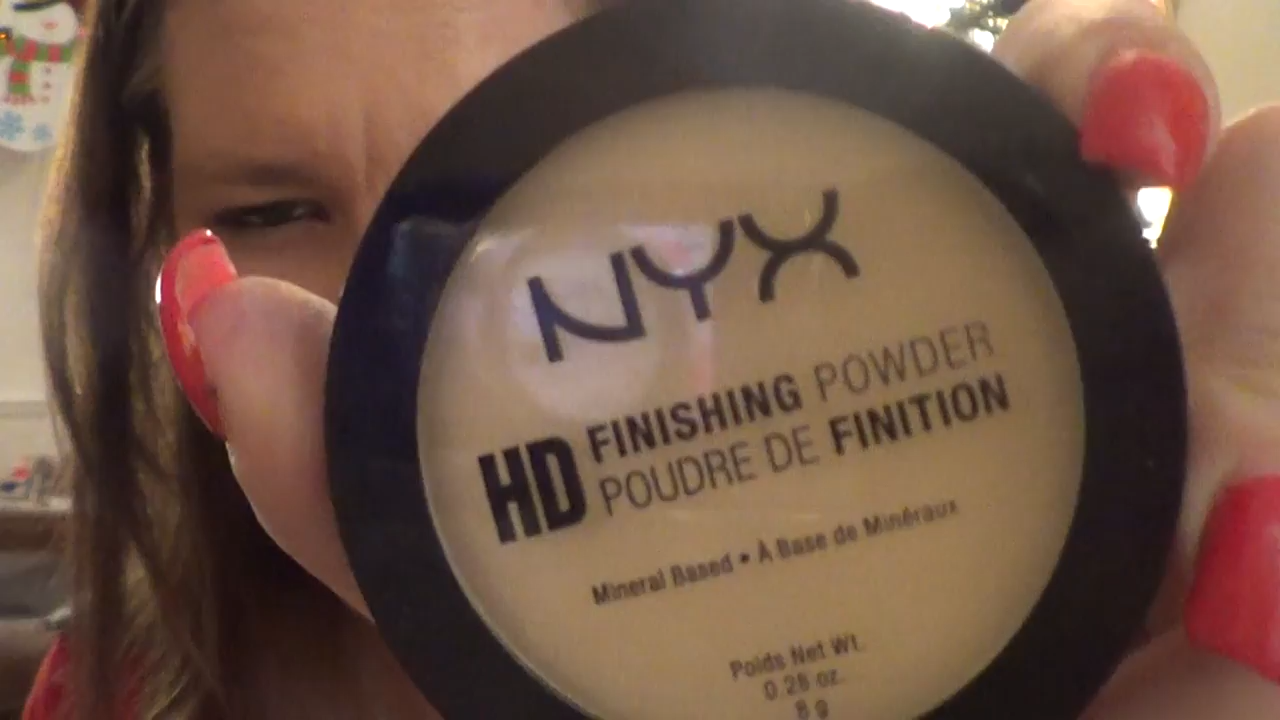 NYX
HD FINISHING POWDER
POUDRE DE FINITION
Mineral Based • À Base de Minéraux
Poids Net Wt.
0.28 oz.
8 g